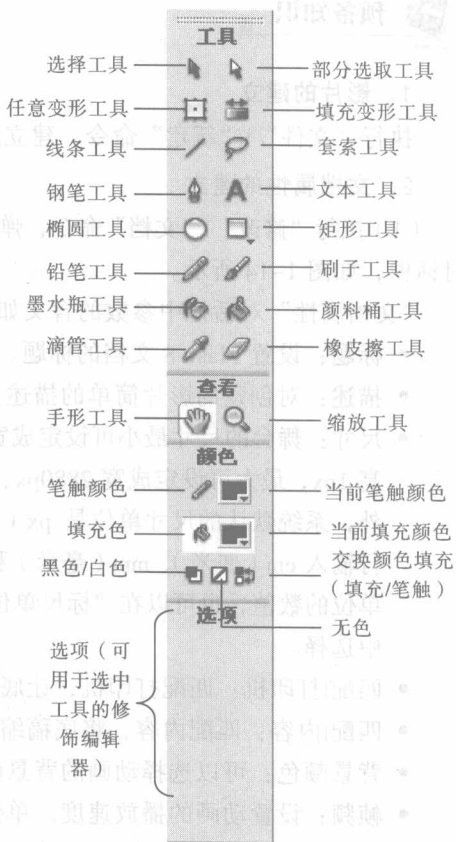 工具
选择工具
部分选取工具
任意变形工具
填充变形工具
线条工具
套索工具
钢笔工具
A
文本工具
椭圆工具
矩形工具
铅笔工具
刷子工具
墨水瓶工具
颜料桶工具
滴管工具
橡皮擦工具
查看
手形工具
缩放工具
颜色
笔触颜色
当前笔触颜色
填充色
当前填充颜色
黑色/白色
交换颜色填充
(填充/笔触)
无色
选项
选项(可
用于选中
工具的修
饰编辑
器)